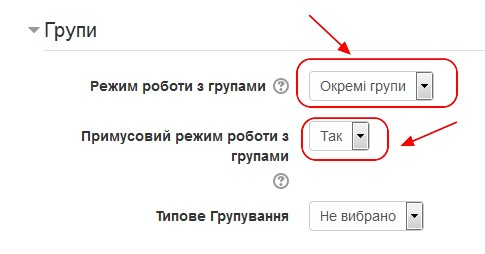 Групи
Режим роботи з групами ? Окремі групи
Примусовий режим роботи з Так
групами
?
Типове Групування Не вибрано